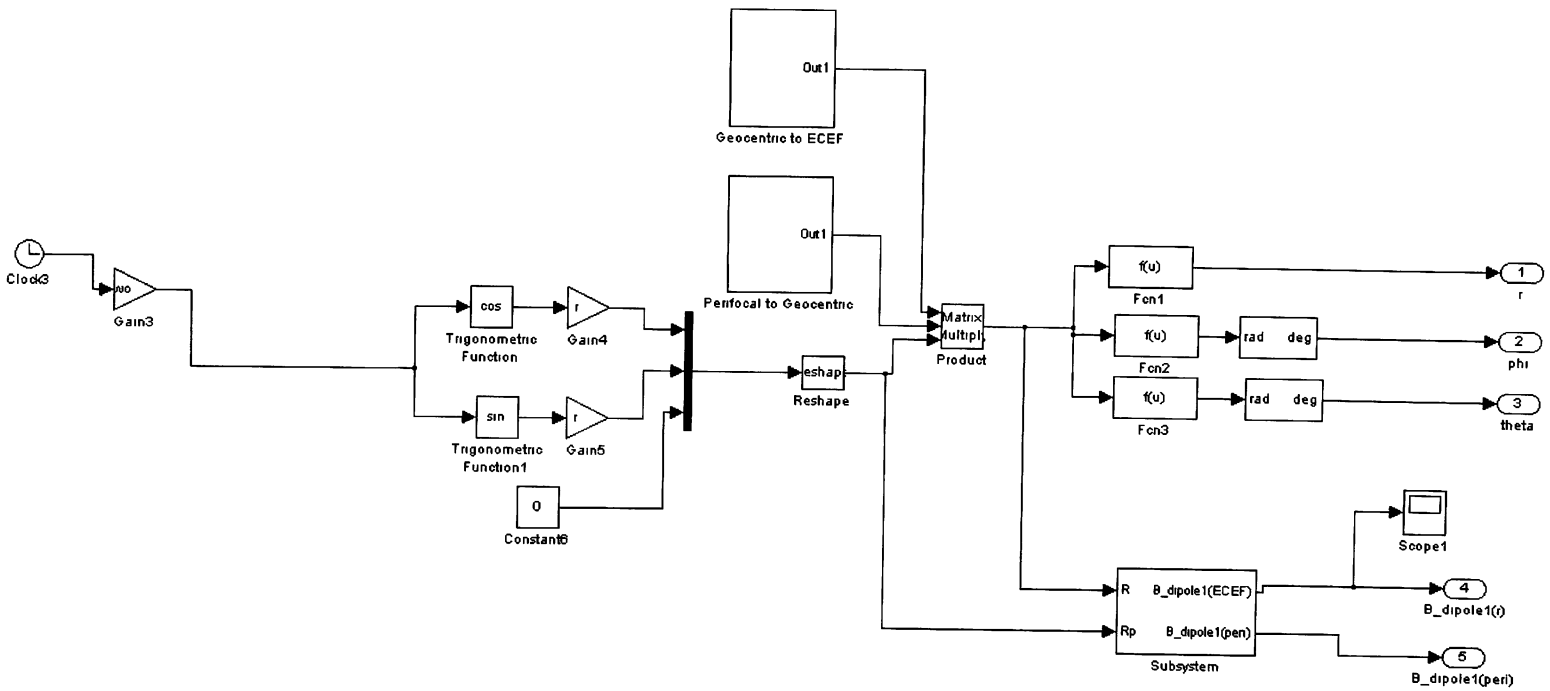 Out1
Geocentric to ECEF
Out1
Perifocal to Geocentric
Clock3
Gain3
cos
Trigonometric
Function
r
Gain4
sin
Trigonometric
Function1
r
Gain5
0
Constant6
eshap
Reshape
Matrix
Multipl
Product
f(u)
Fcn1
1
r
f(u)
Fcn2
rad deg
2
phi
f(u)
Fcn3
rad deg
3
theta
Scope1
R B_dipole1(ECEF)
Rp B_dipole1(peri)
Subsystem
4
B_dipole1(r)
5
B_dipole1(peri)